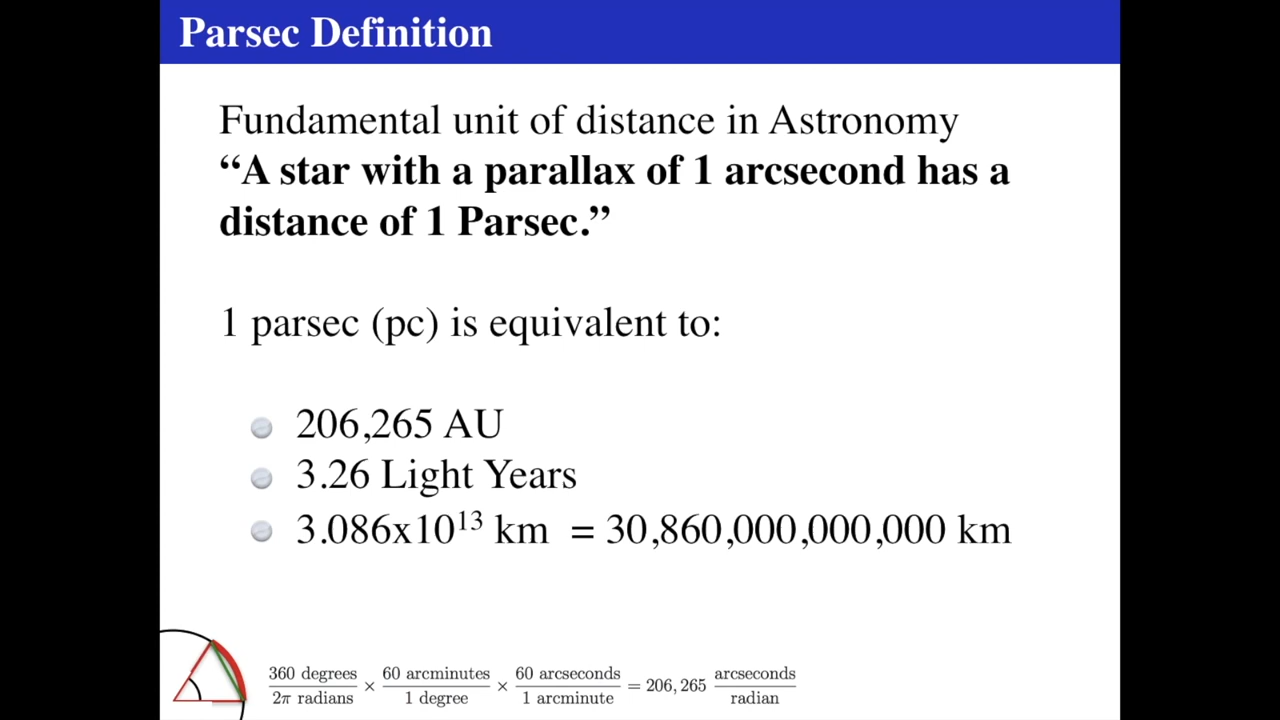 Parsec Definition
Fundamental unit of distance in Astronomy
“A star with a parallax of 1 arcsecond has a
distance of 1 Parsec.”
1 parsec (pc) is equivalent to:
206,265 AU
3.26 Light Years
3.086x10¹³ km = 30,860,000,000,000 km
360 degrees / 2π radians × 60 arcminutes / 1 degree × 60 arcseconds / 1 arcminute = 206,265 arcseconds / radian